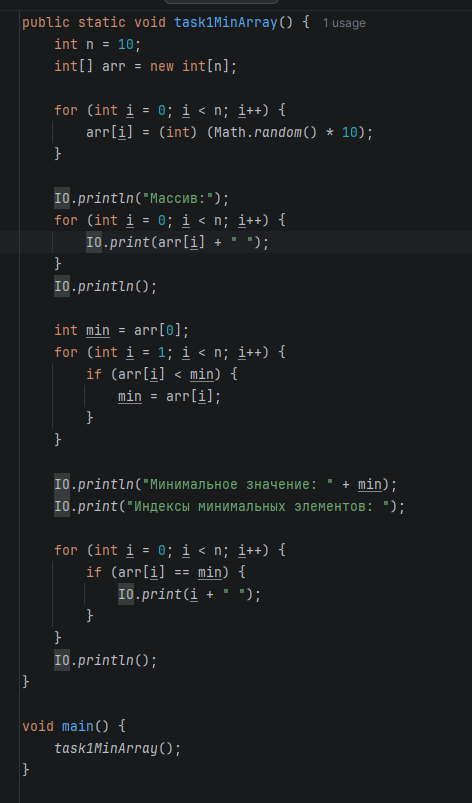 public static void task1MinArray() { 1 usage
    int n = 10;
    int[] arr = new int[n];

    for (int i = 0; i < n; i++) {
        arr[i] = (int) (Math.random() * 10);
    }

    IO.println("Массив:");
    for (int i = 0; i < n; i++) {
        IO.print(arr[i] + " ");
    }
    IO.println();

    int min = arr[0];
    for (int i = 1; i < n; i++) {
        if (arr[i] < min) {
            min = arr[i];
        }
    }

    IO.println("Минимальное значение: " + min);
    IO.print("Индексы минимальных элементов: ");

    for (int i = 0; i < n; i++) {
        if (arr[i] == min) {
            IO.print(i + " ");
        }
    }
    IO.println();
}

void main() {
    task1MinArray();
}